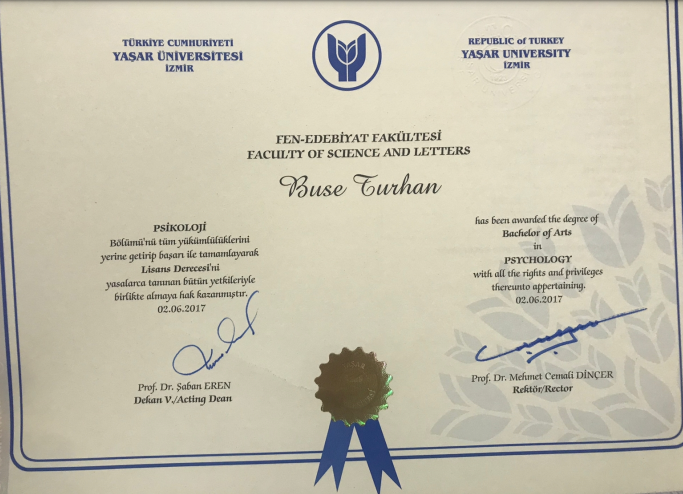 TÜRKİYE CUMHURİYETİ
YAŞAR ÜNİVERSİTESİ
İZMİR
REPUBLIC of TURKEY
YAŞAR UNIVERSITY
İZMİR
FEN-EDEBİYAT FAKÜLTESİ
FACULTY OF SCIENCE AND LETTERS
Buse Turhan
PSİKOLOJİ
Bölümü'nü tüm yükümlülüklerini
yerine getirip başarı ile tamamlayarak
Lisans Derecesi'ni
yasalarca tanınan bütün yetkileriyle
birlikte almaya hak kazanmıştır.
02.06.2017
Prof. Dr. Şaban EREN
Dekan V./Acting Dean
has been awarded the degree of
Bachelor of Arts
in
PSYCHOLOGY
with all the rights and privileges
thereunto appertaining.
02.06.2017
Prof. Dr. Mehmet Cemali DİNÇER
Rektör/Rector